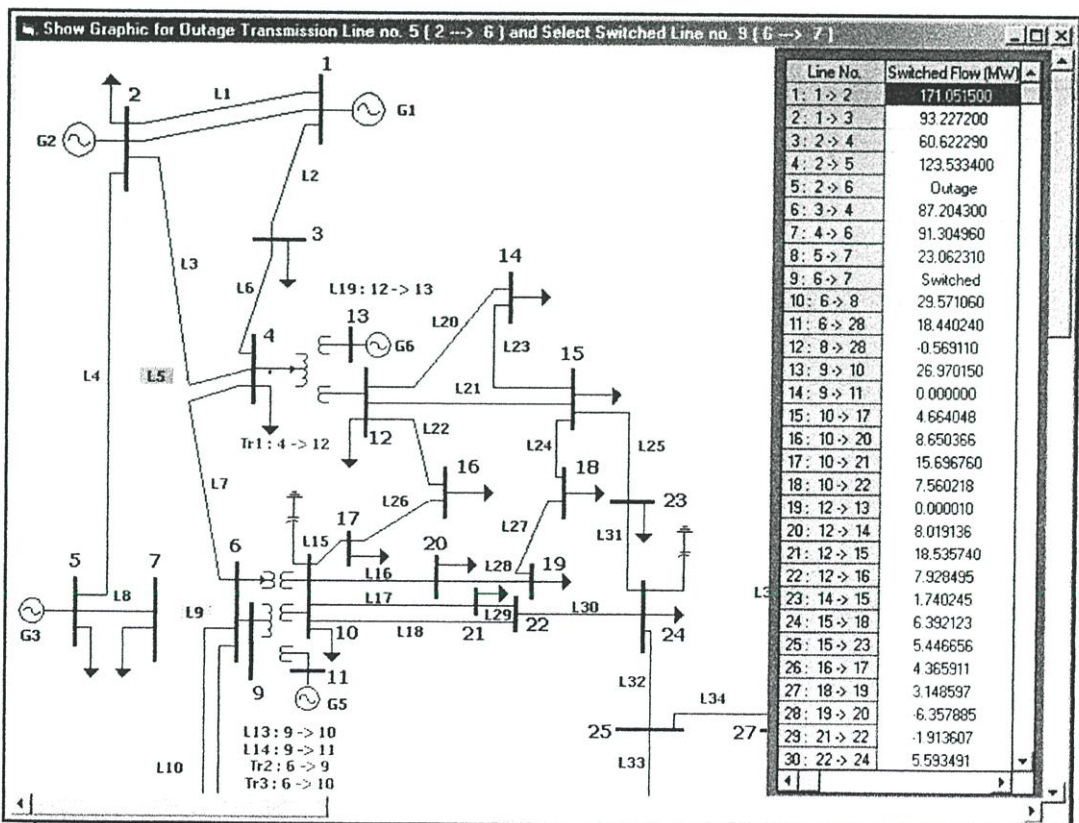 Show Graphic for Outage Transmission Line no. 5 ( 2 ---> 6 ) and Select Switched Line no. 9 ( 6 ---> 7 )
1
2
L1
G1
G2
L2
3
L3
L6
L19 : 12 -> 13
14
13
L20
4
G6
L23
15
L4
L5
L21
12
L22
Tr1 : 4 -> 12
L24
L25
16
18
L7
L26
23
17
L27
L15
20
L31
6
19
5
7
L16
L28
L8
L9
L17
L29
L30
G3
L18
21
22
24
10
9
11
G5
L32
L34
25
27
L13: 9 -> 10
L14: 9 -> 11
Tr2 : 6 -> 9
Tr3 : 6 -> 10
L10
L33
Line No. Switched Flow (MW)
1 : 1 -> 2 171.051500
2 : 1 -> 3 93.227200
3 : 2 -> 4 60.622290
4 : 2 -> 5 123.533400
5 : 2 -> 6 Outage
6 : 3 -> 4 87.204300
7 : 4 -> 6 91.304960
8 : 5 -> 7 23.062310
9 : 6 -> 7 Switched
10 : 6 -> 8 29.571060
11 : 6 -> 28 18.440240
12 : 8 -> 28 -0.569110
13 : 9 -> 10 26.970150
14 : 9 -> 11 0.000000
15 : 10 -> 17 4.664048
16 : 10 -> 20 8.650366
17 : 10 -> 21 15.696760
18 : 10 -> 22 7.560218
19 : 12 -> 13 0.000010
20 : 12 -> 14 8.019136
21 : 12 -> 15 18.535740
22 : 12 -> 16 7.928495
23 : 14 -> 15 1.740245
24 : 15 -> 18 6.392123
25 : 15 -> 23 5.446656
26 : 16 -> 17 4.365911
27 : 18 -> 19 3.148597
28 : 19 -> 20 -6.357885
29 : 21 -> 22 -1.913607
30 : 22 -> 24 5.593491